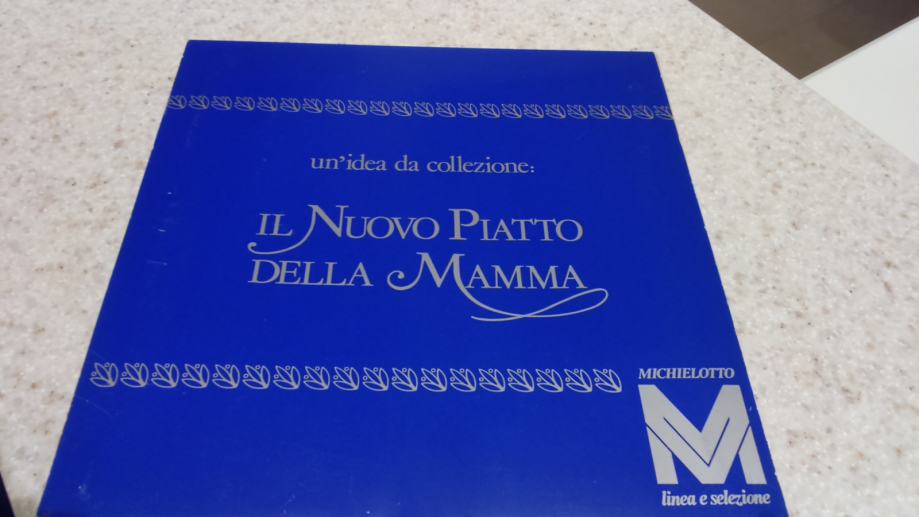 un'idea da collezione:
IL NUOVO PIATTO
DELLA MAMMA
MICHIELOTTO
M
linea e selezione